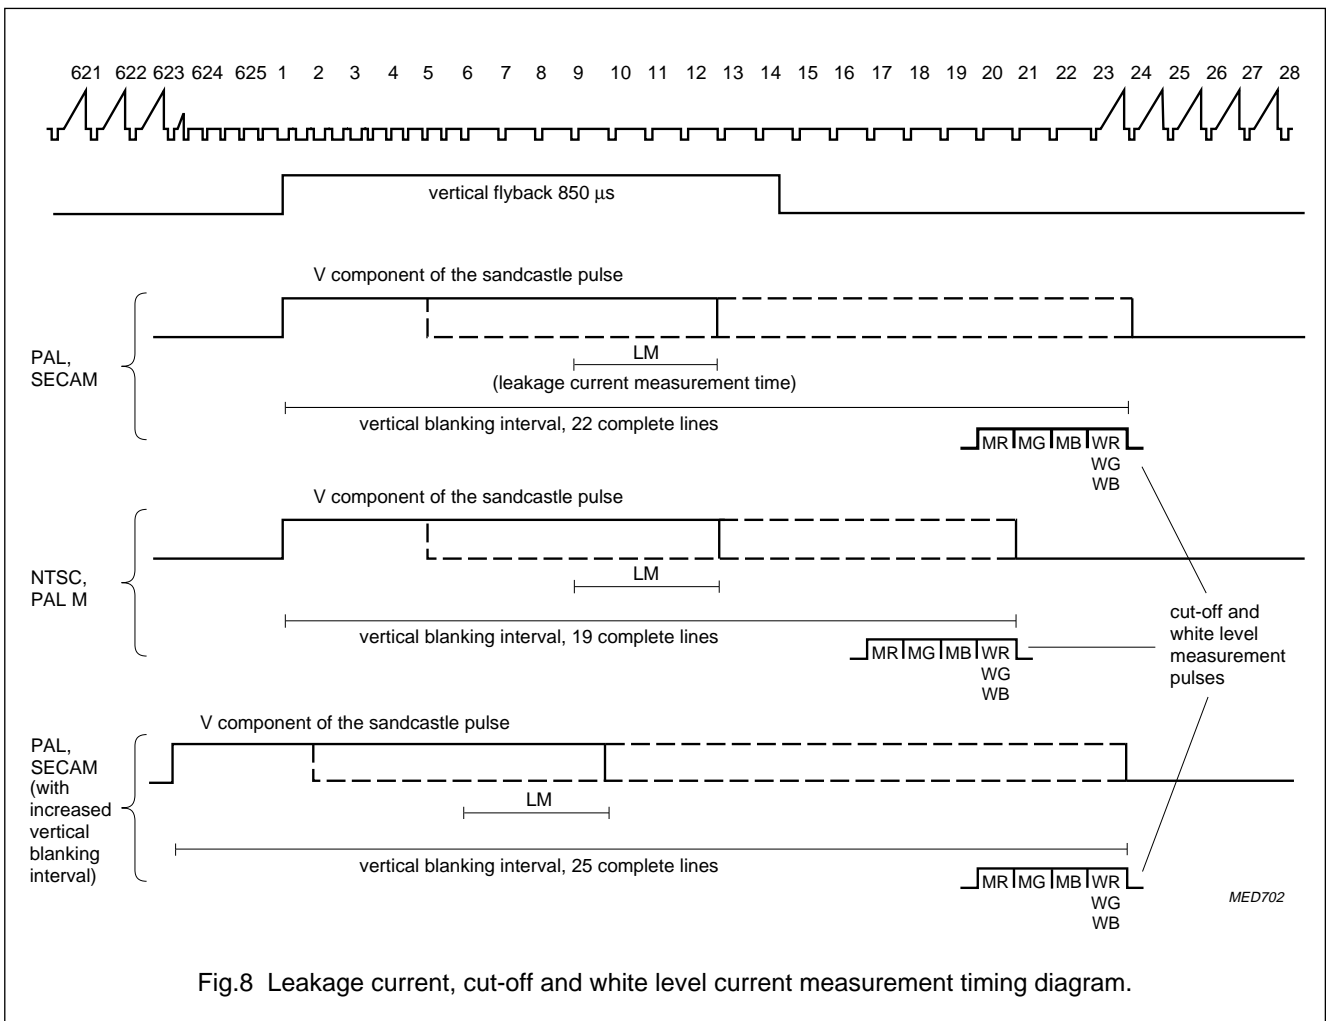 621 622 623 624 625 1 2 3 4 5 6 7 8 9 10 11 12 13 14 15 16 17 18 19 20 21 22 23 24 25 26 27 28
vertical flyback 850 μs
V component of the sandcastle pulse
PAL,
SECAM
LM
(leakage current measurement time)
vertical blanking interval, 22 complete lines
MR MG MB WR
WG
WB
V component of the sandcastle pulse
NTSC,
PAL M
LM
vertical blanking interval, 19 complete lines
MR MG MB WR
WG
WB
cut-off and
white level
measurement
pulses
V component of the sandcastle pulse
PAL,
SECAM
(with
increased
vertical
blanking
interval)
LM
vertical blanking interval, 25 complete lines
MR MG MB WR
WG
WB
MED702
Fig.8 Leakage current, cut-off and white level current measurement timing diagram.